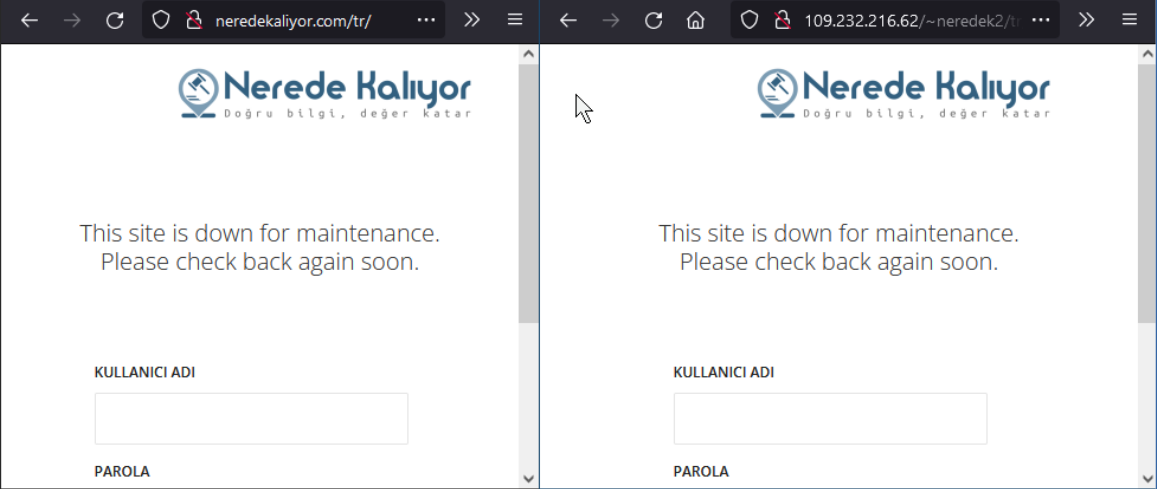 neredekaliyor.com/tr/
Nerede Kalıyor
Doğru bilgi, değer katar
This site is down for maintenance.
Please check back again soon.
KULLANICI ADI
PAROLA
109.232.216.62/~neredek2/tr
Nerede Kalıyor
Doğru bilgi, değer katar
This site is down for maintenance.
Please check back again soon.
KULLANICI ADI
PAROLA